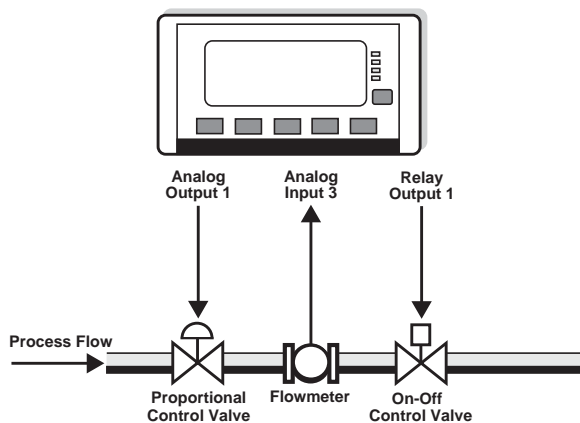 Analog
Output 1
Analog
Input 3
Relay
Output 1
Process Flow
Proportional
Control Valve
Flowmeter
On-Off
Control Valve